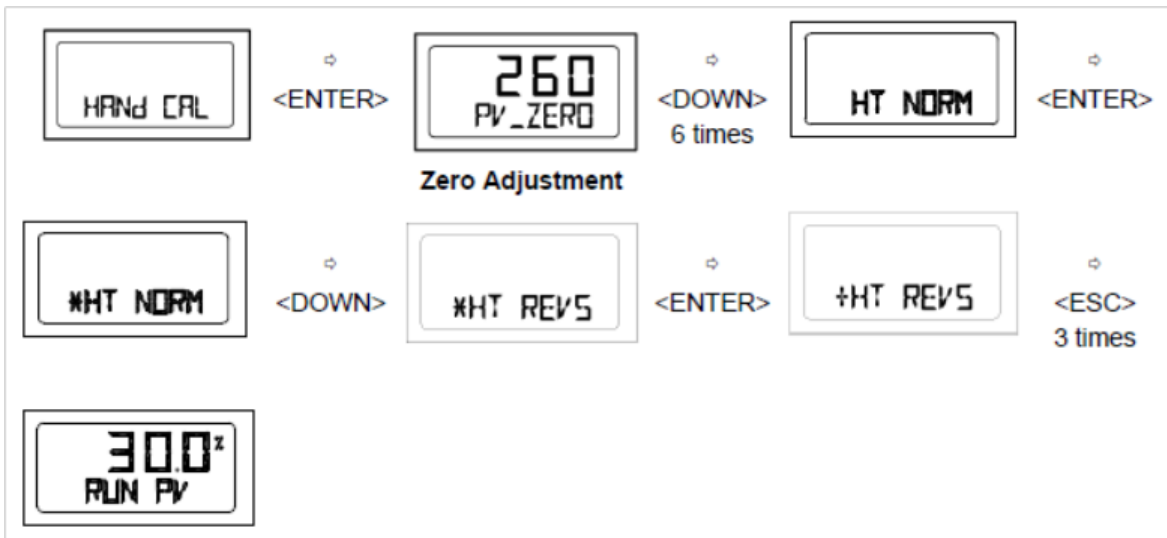 HANd CAL
⇨
<ENTER>
260
PV_ZERO
Zero Adjustment
⇨
<DOWN>
6 times
HT NORM
⇨
<ENTER>
*HT NORM
⇨
<DOWN>
*HT REVS
⇨
<ENTER>
+HT REVS
⇨
<ESC>
3 times
30.0%
RUN PV